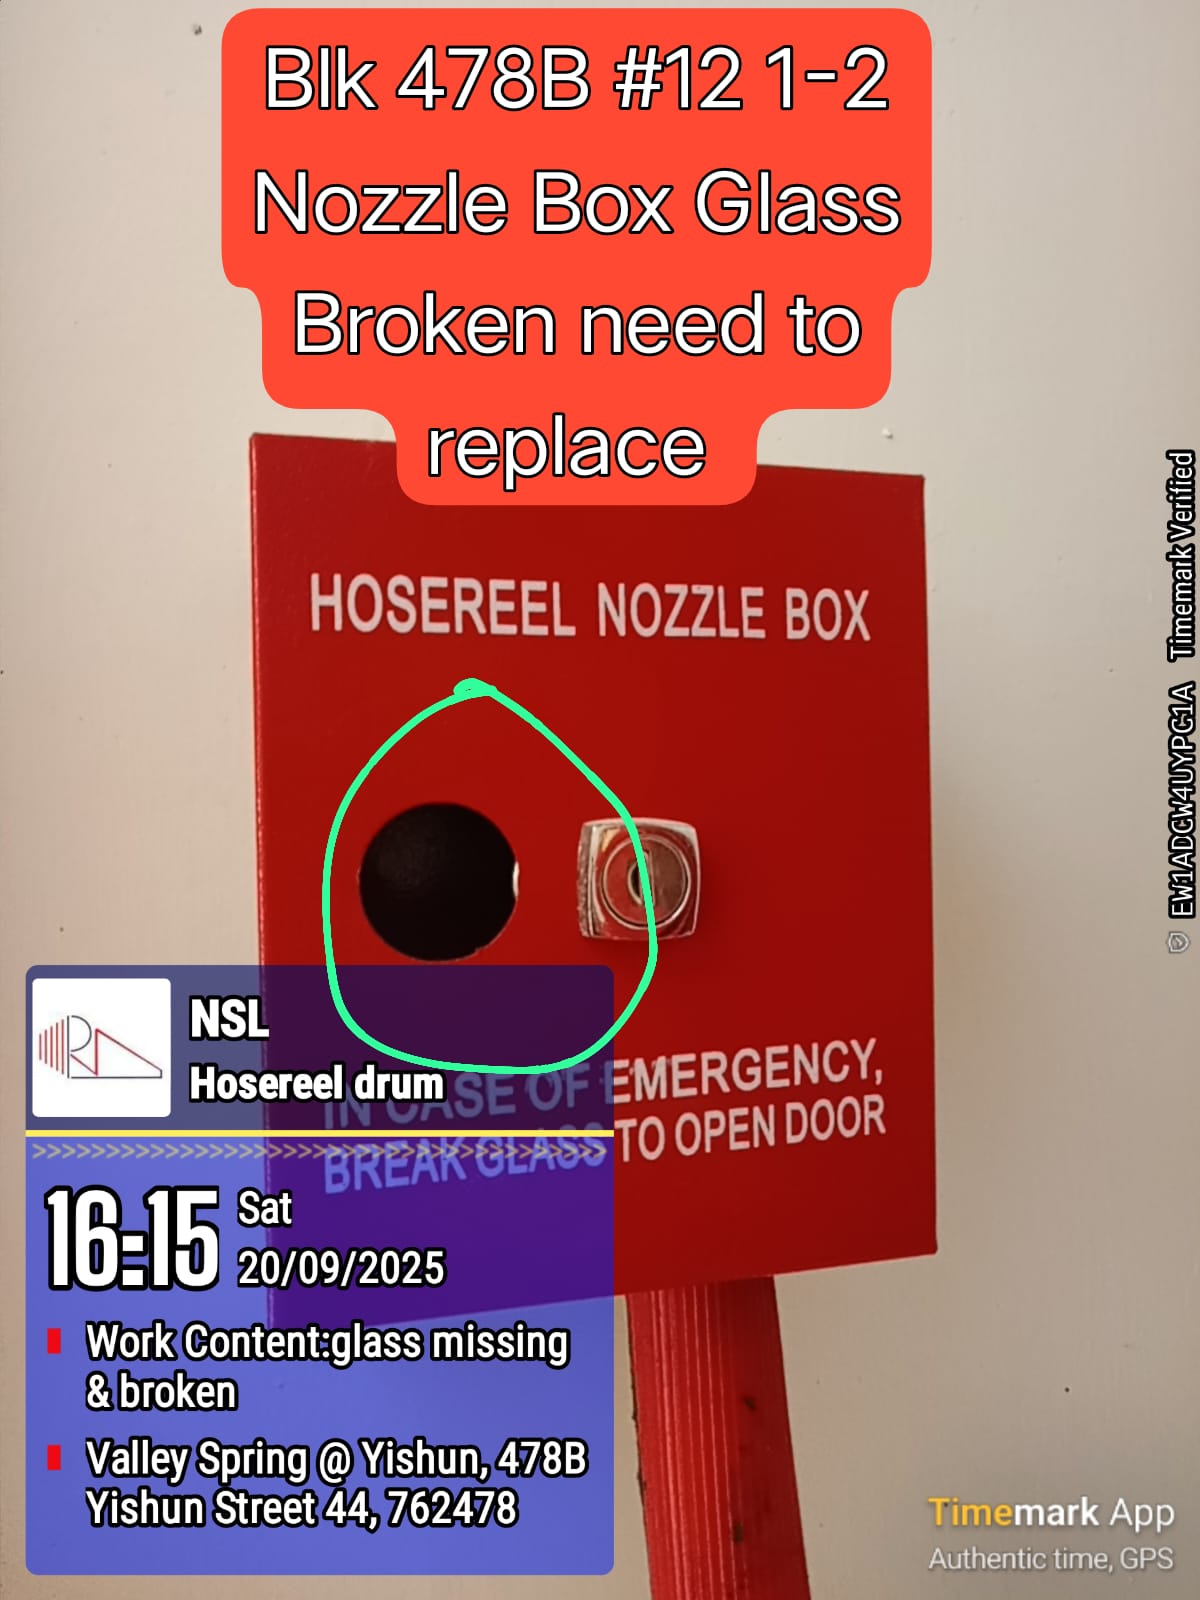 Blk 478B #12 1-2
Nozzle Box Glass
Broken need to
replace
HOSEREEL NOZZLE BOX
IN CASE OF EMERGENCY,
BREAK GLASS TO OPEN DOOR
NSL
Hosereel drum
>>>>>>>>>>>>>>>>>>>>>>>>>>>>>>>>>>>>>>>
16:15
Sat
20/09/2025
Work Content:glass missing
& broken
Valley Spring @ Yishun, 478B
Yishun Street 44, 762478
Timemark App
Authentic time, GPS
EW1ADCW4UYPC1A Timemark Verified